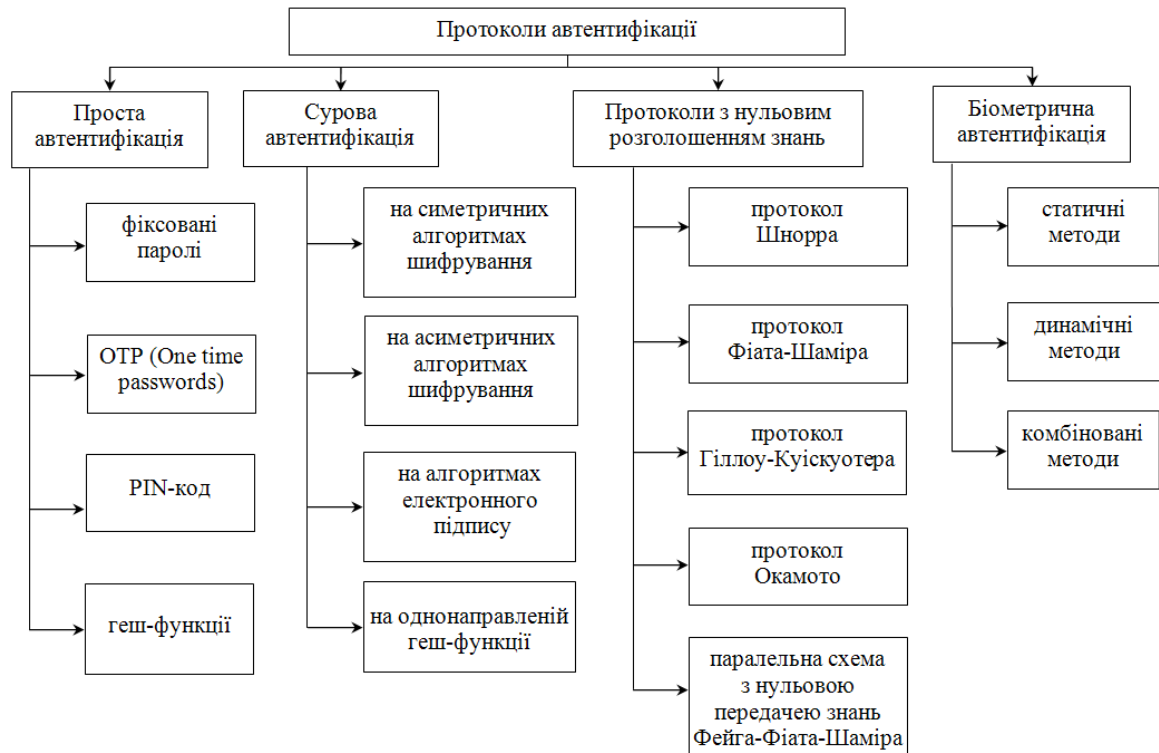 Протоколи автентифікації
Проста
автентифікація
фіксовані
паролі
OTP (One time
passwords)
PIN-код
геш-функції
Сурова
автентифікація
на симетричних
алгоритмах
шифрування
на асиметричних
алгоритмах
шифрування
на алгоритмах
електронного
підпису
на однонаправленій
геш-функції
Протоколи з нульовим
розголошенням знань
протокол
Шнорра
протокол
Фіата-Шаміра
протокол
Гіллоу-Куіскуотера
протокол
Окамото
паралельна схема
з нульовою
передачею знань
Фейга-Фіата-Шаміра
Біометрична
автентифікація
статичні
методи
динамічні
методи
комбіновані
методи